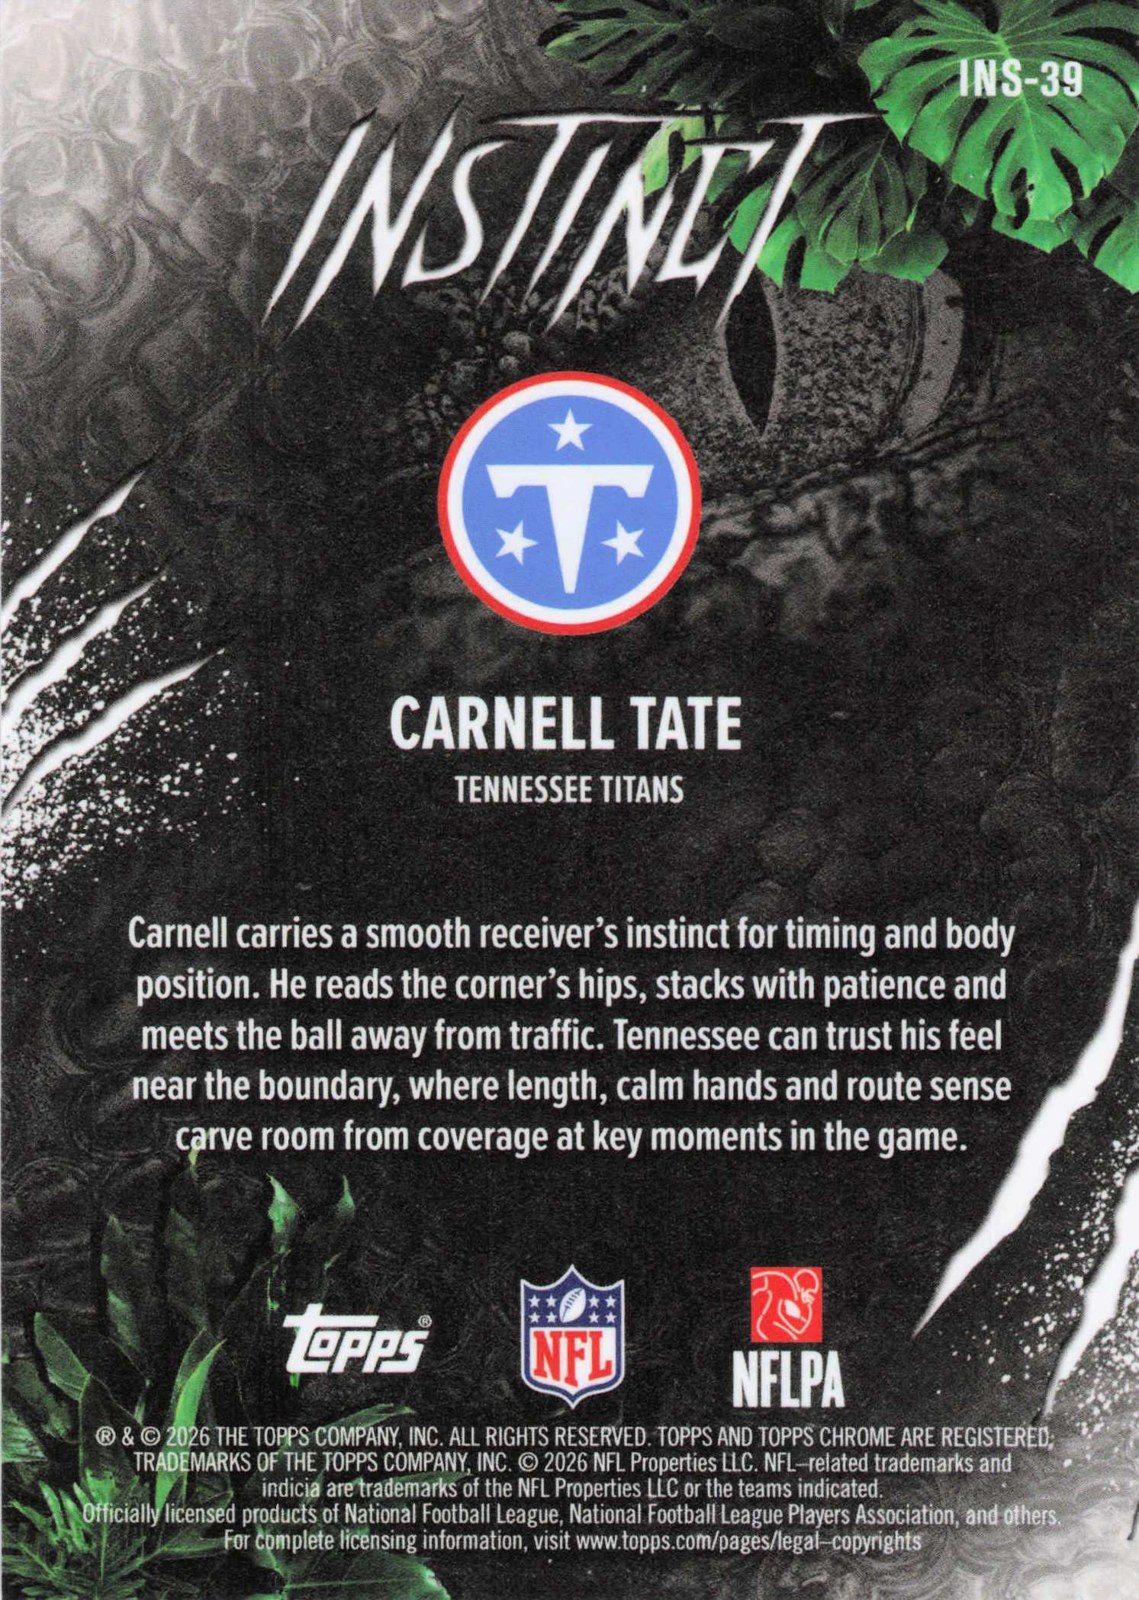 INS-39
INSTINCT
T
CARNELL TATE
TENNESSEE TITANS
Carnell carries a smooth receiver's instinct for timing and body
position. He reads the corner's hips, stacks with patience and
meets the ball away from traffic. Tennessee can trust his feel
near the boundary, where length, calm hands and route sense
carve room from coverage at key moments in the game.
topps®
NFL
NFLPA
® & © 2026 THE TOPPS COMPANY, INC. ALL RIGHTS RESERVED. TOPPS AND TOPPS CHROME ARE REGISTERED
TRADEMARKS OF THE TOPPS COMPANY, INC. © 2026 NFL Properties LLC. NFL-related trademarks and
indicia are trademarks of the NFL Properties LLC or the teams indicated.
Officially licensed products of National Football League, National Football League Players Association, and others.
For complete licensing information, visit www.topps.com/pages/legal-copyrights